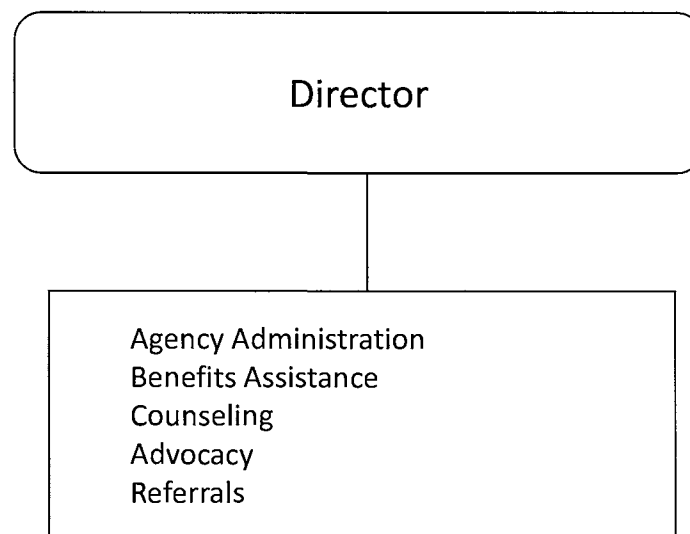 Director
Agency Administration
Benefits Assistance
Counseling
Advocacy
Referrals